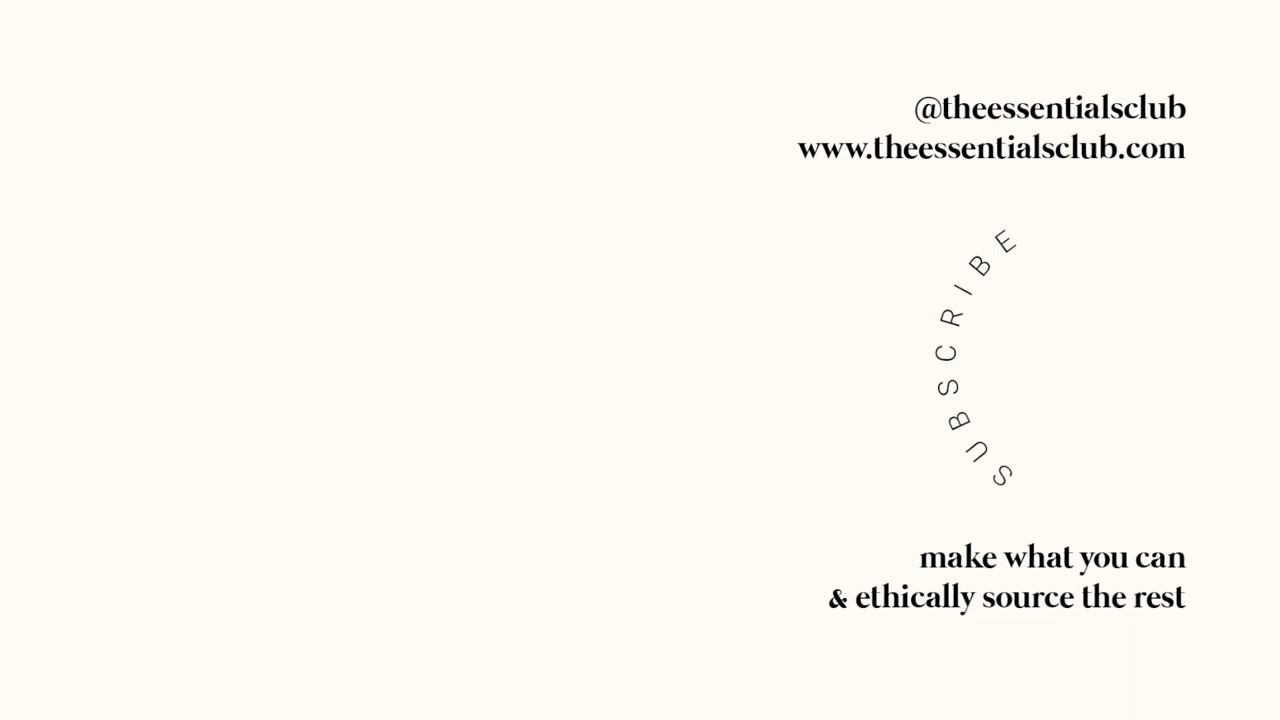 @theessentialsclub
www.theessentialsclub.com
SUBSCRIBE
make what you can
& ethically source the rest